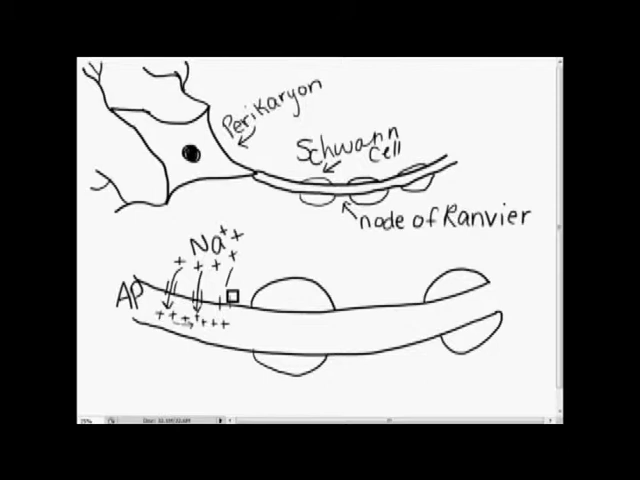 Perikaryon
Schwann
Cell
node of Ranvier
Na+ +
+ + + +
AP
+ + + + + + +